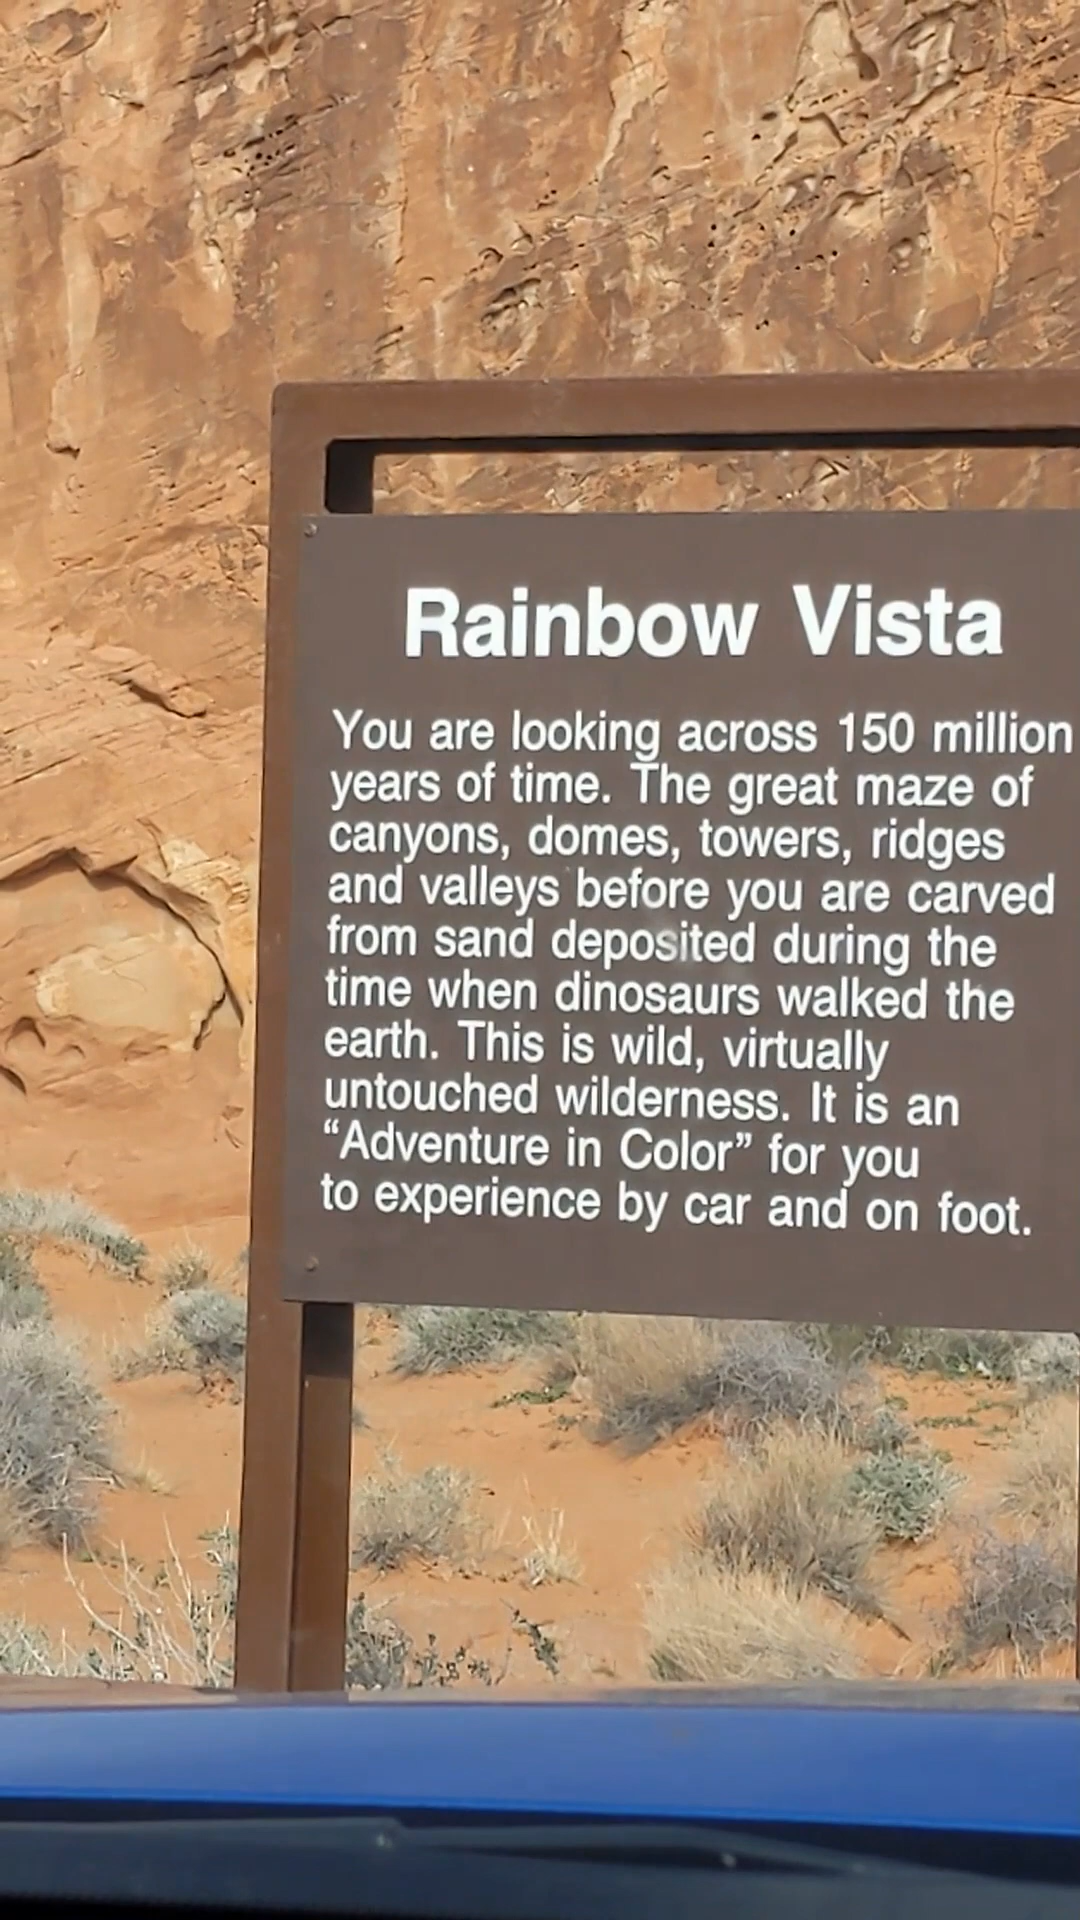 Rainbow Vista
You are looking across 150 million
years of time. The great maze of
canyons, domes, towers, ridges
and valleys before you are carved
from sand deposited during the
time when dinosaurs walked the
earth. This is wild, virtually
untouched wilderness. It is an
“Adventure in Color” for you
to experience by car and on foot.